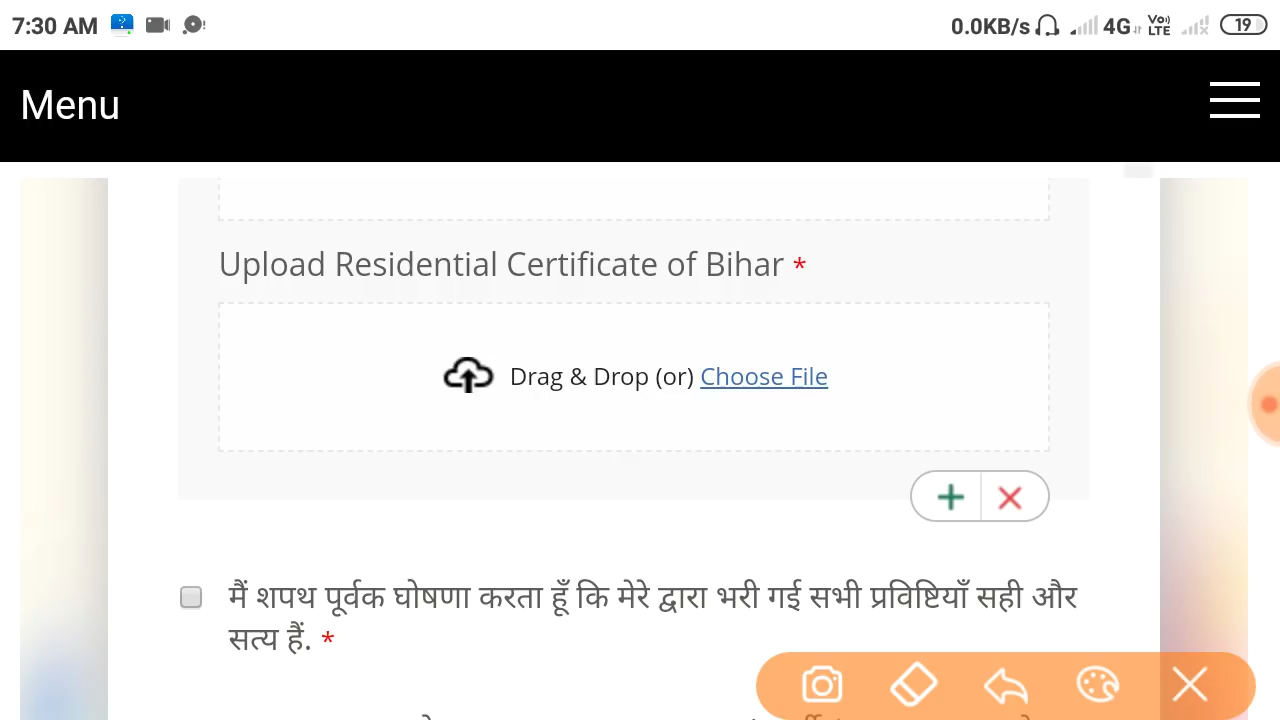 7:30 AM 0.0KB/s 4G Vo) LTE 19
Menu
Upload Residential Certificate of Bihar *
Drag & Drop (or) Choose File
मैं शपथ पूर्वक घोषणा करता हूँ कि मेरे द्वारा भरी गई सभी प्रविष्टियाँ सही और
सत्य हैं. *